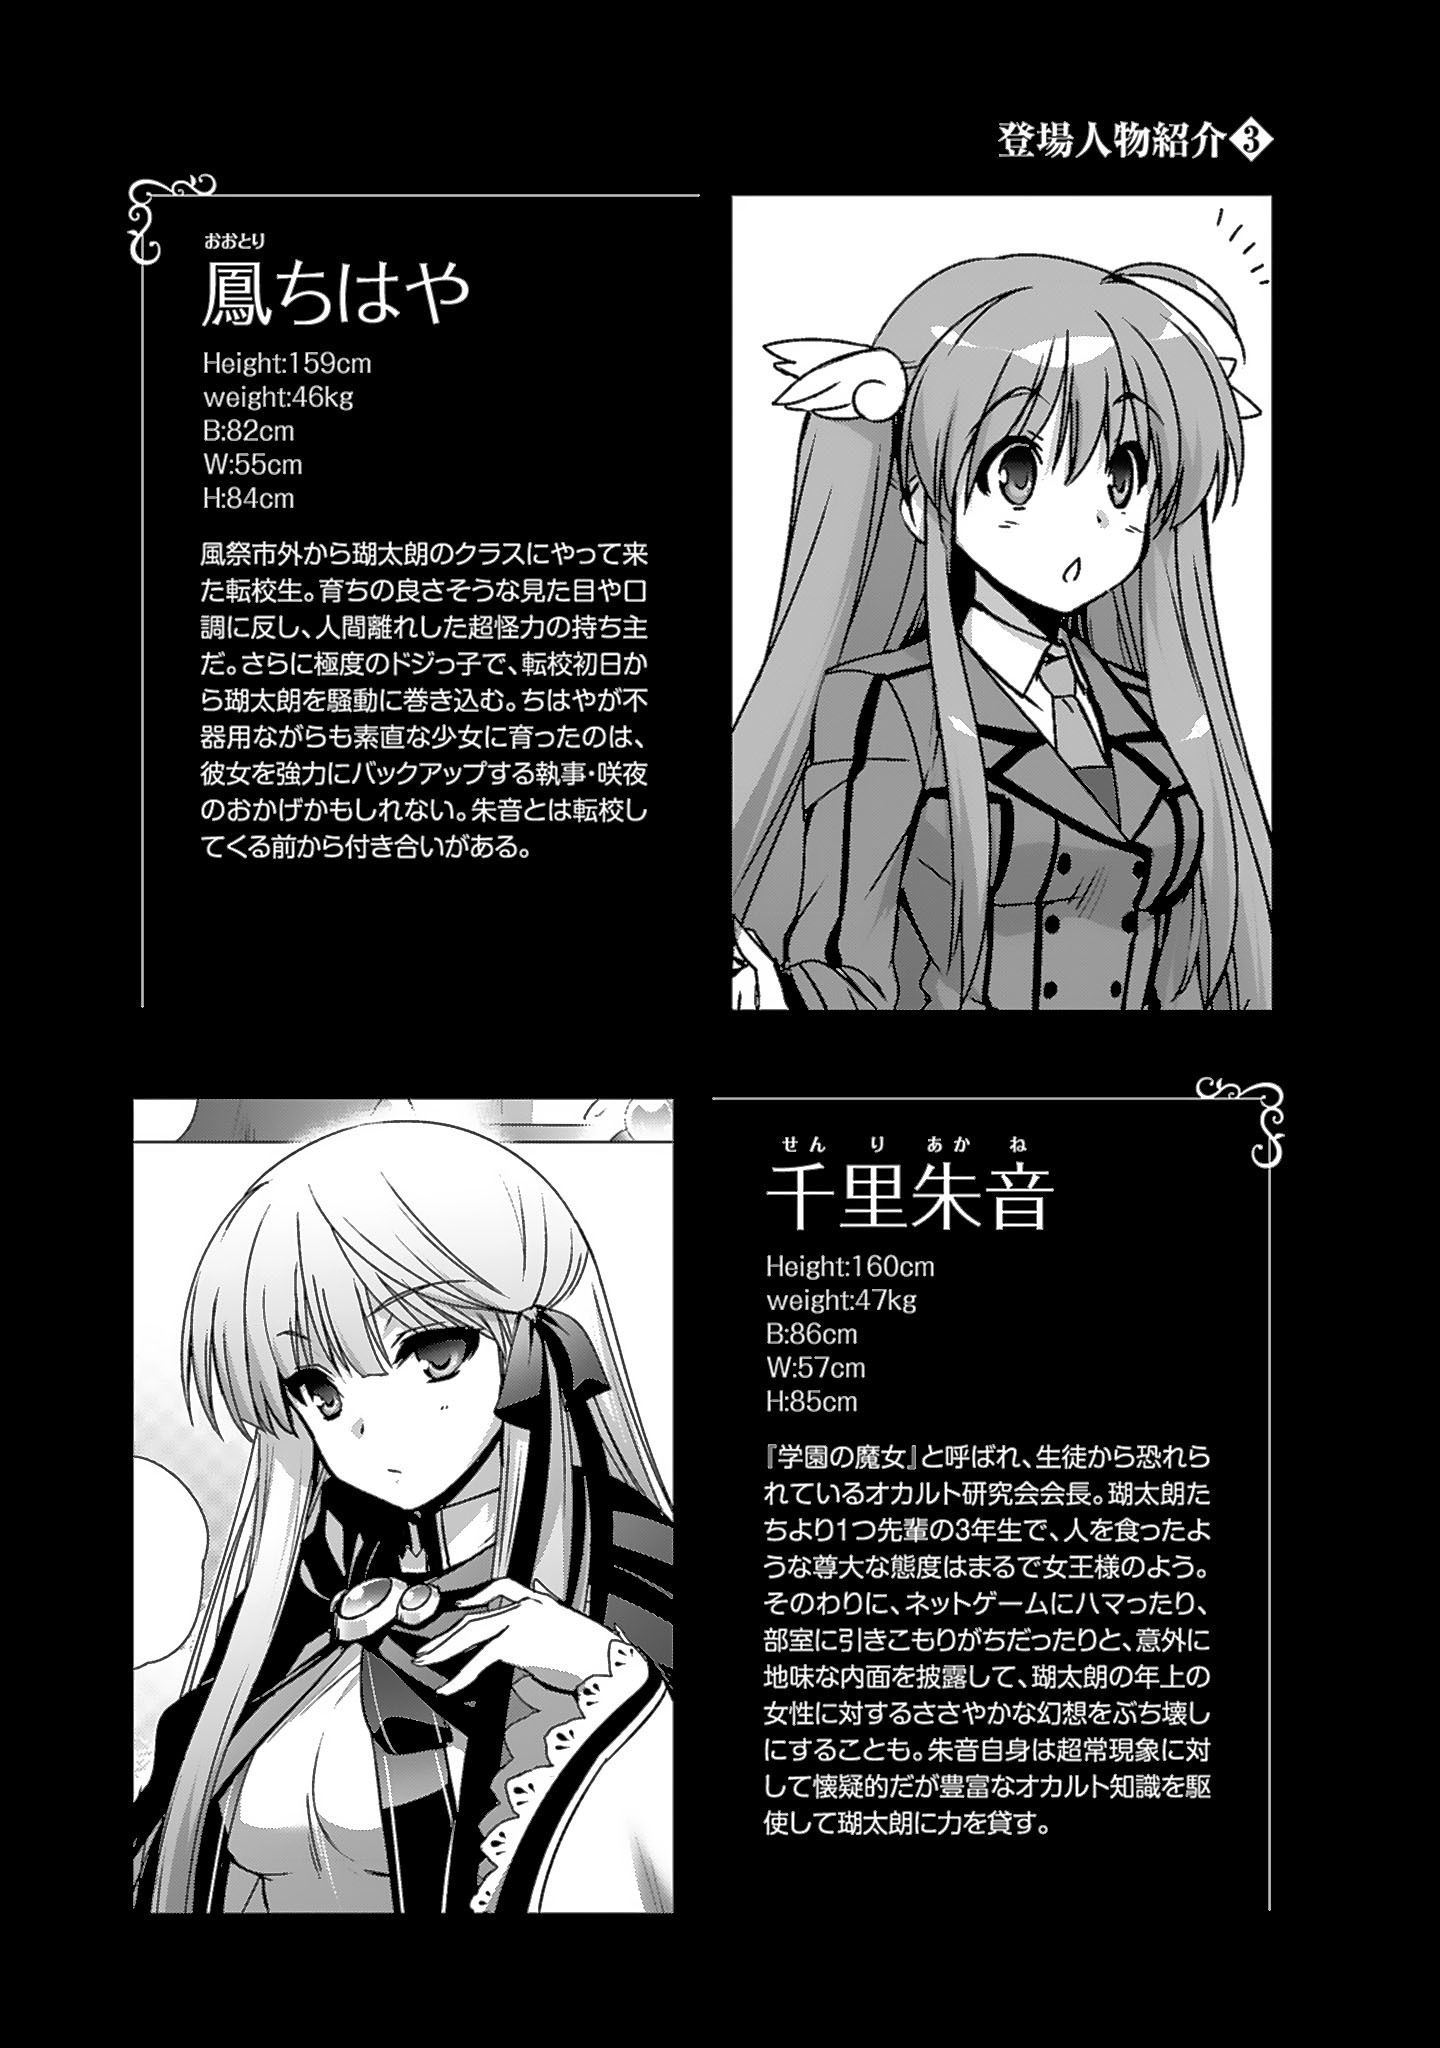 登場人物紹介3
おおとり
鳳ちはや
Height:159cm
weight:46kg
B:82cm
W:55cm
H:84cm
風祭市外から瑚太朗のクラスにやって来
た転校生。育ちの良さそうな見た目や口
調に反し、人間離れした超怪力の持ち主
だ。さらに極度のドジっ子で、転校初日か
ら瑚太朗を騒動に巻き込む。ちはやが不
器用ながらも素直な少女に育ったのは、
彼女を強力にバックアップする執事・咲夜
のおかげかもしれない。朱音とは転校し
てくる前から付き合いがある。
せんり あかね
千里朱音
Height:160cm
weight:47kg
B:86cm
W:57cm
H:85cm
『学園の魔女』と呼ばれ、生徒から恐れら
れているオカルト研究会会長。瑚太朗た
ちより1つ先輩の3年生で、人を食ったよ
うな尊大な態度はまるで女王様のよう。
そのわりに、ネットゲームにハマったり、
部室に引きこもりがちだったりと、意外に
地味な内面を披露して、瑚太朗の年上の
女性に対するささやかな幻想をぶち壊し
にすることも。朱音自身は超常現象に対
して懐疑的だが豊富なオカルト知識を駆
使して瑚太朗に力を貸す。